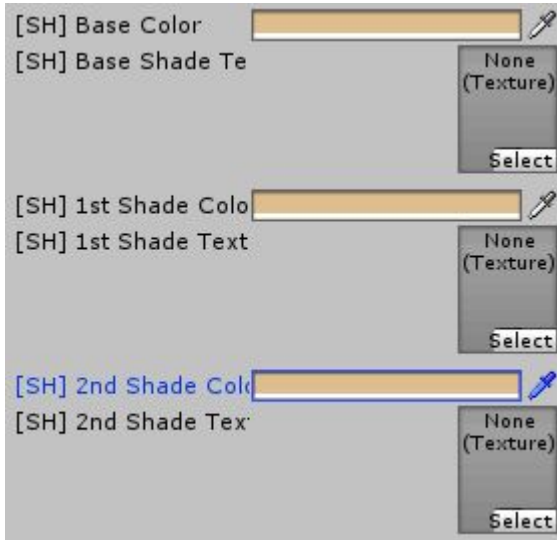 [SH] Base Color
[SH] Base Shade Te
None
(Texture)
Select
[SH] 1st Shade Colo
[SH] 1st Shade Text
None
(Texture)
Select
[SH] 2nd Shade Colo
[SH] 2nd Shade Tex
None
(Texture)
Select